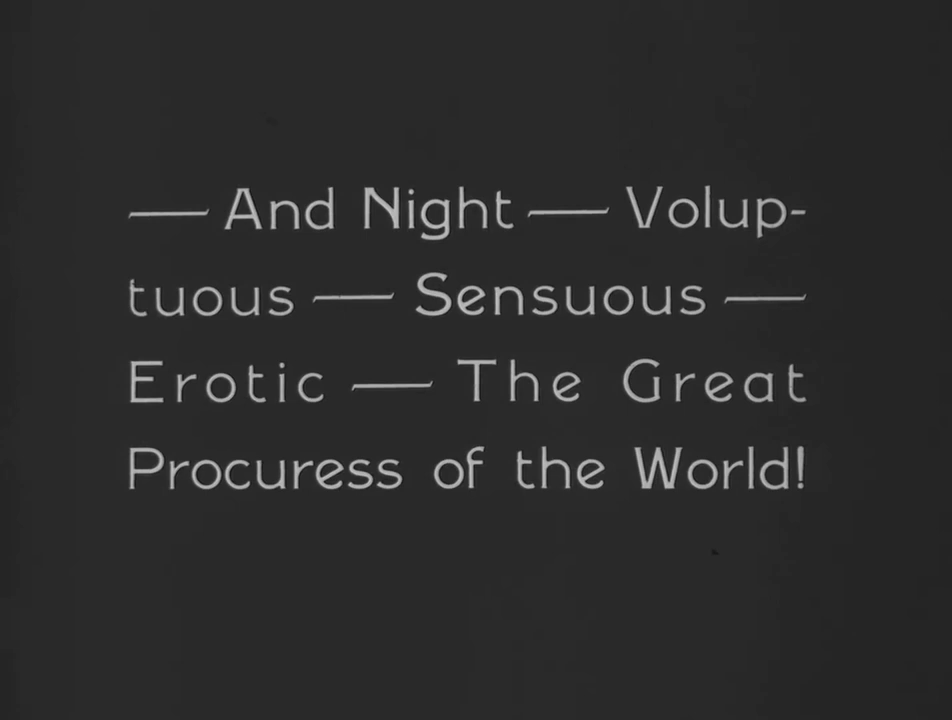 — And Night — Volup-
tuous — Sensuous —
Erotic — The Great
Procuress of the World!